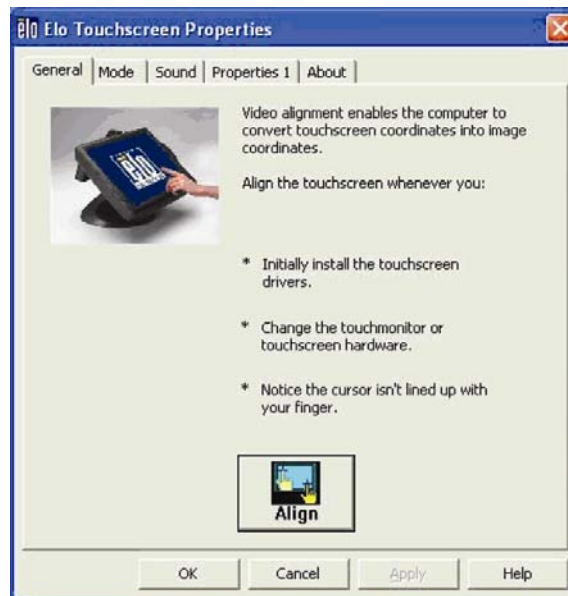 elo Elo Touchscreen Properties
General Mode Sound Properties 1 About
Video alignment enables the computer to
convert touchscreen coordinates into image
coordinates.
Align the touchscreen whenever you:
* Initially install the touchscreen
drivers.
* Change the touchmonitor or
touchscreen hardware.
* Notice the cursor isn't lined up with
your finger.
elo
Align
OK Cancel Apply Help